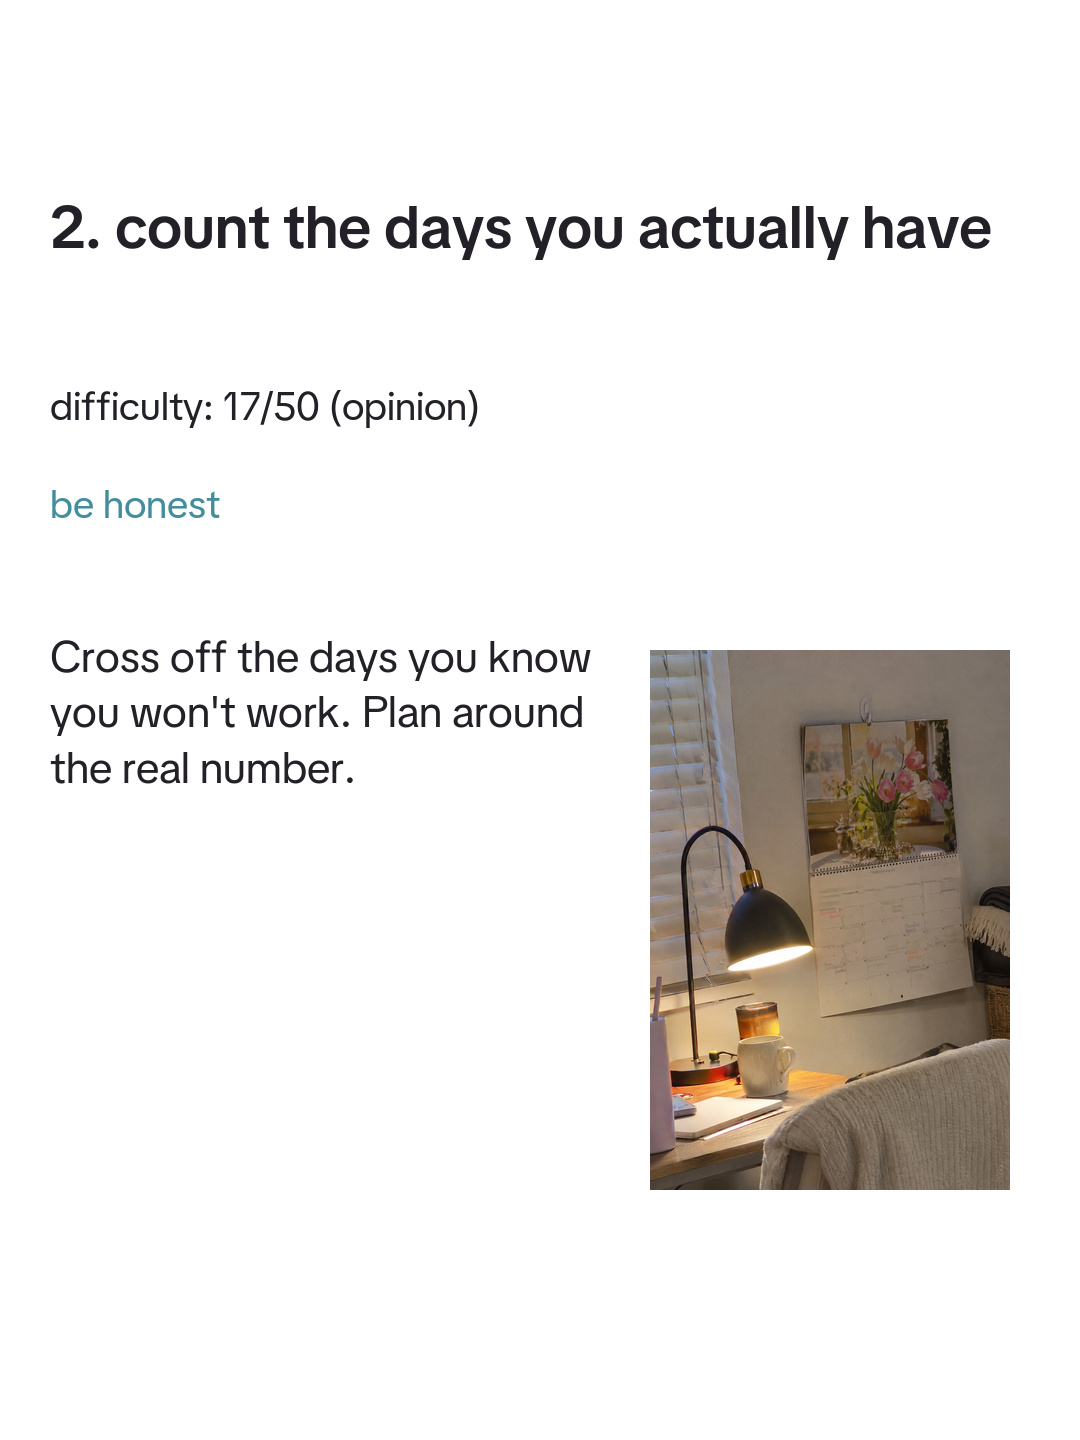 2. count the days you actually have
difficulty: 17/50 (opinion)
be honest
Cross off the days you know
you won't work. Plan around
the real number.